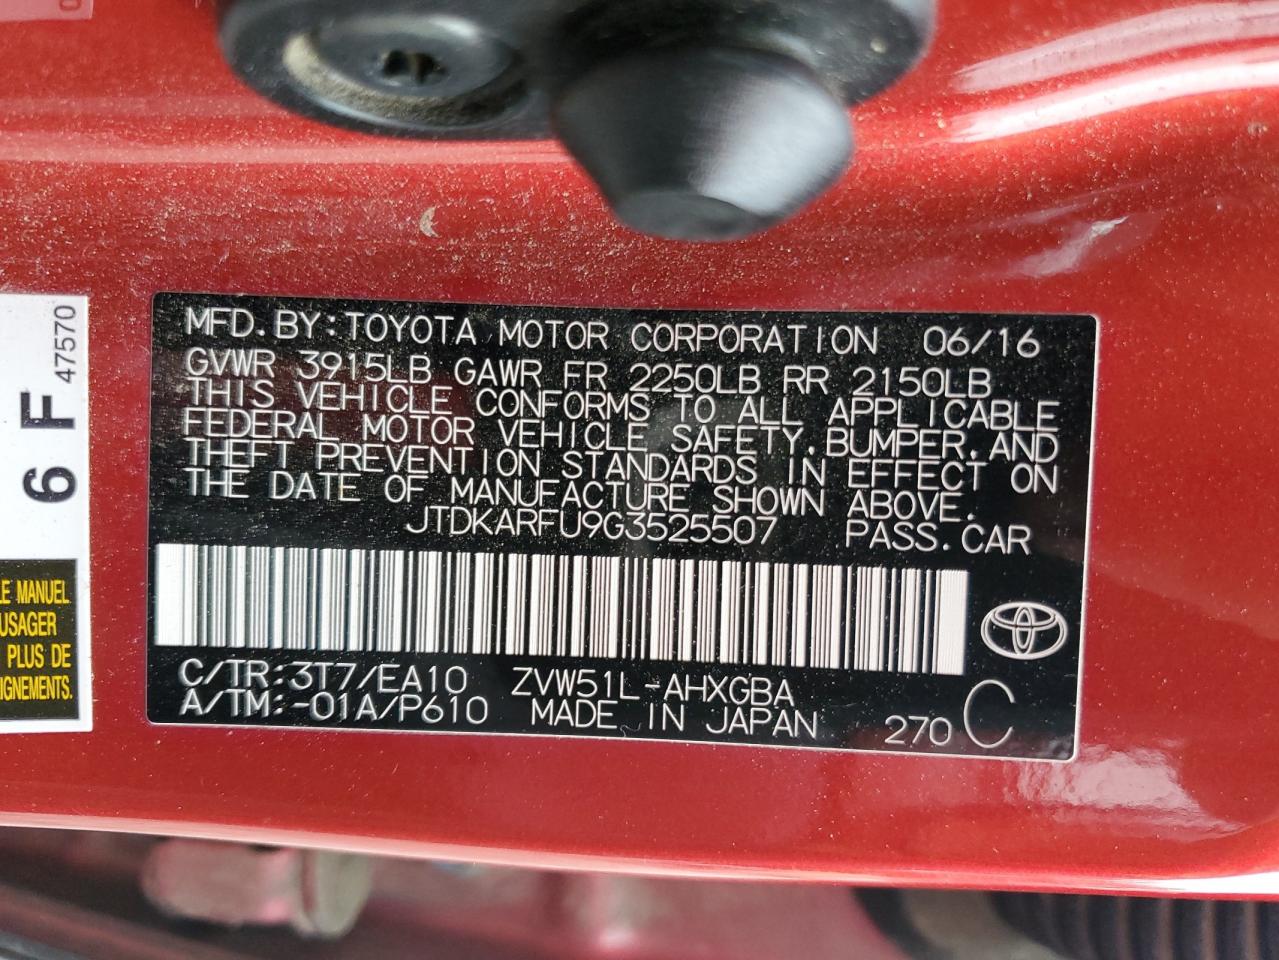 MFD.BY:TOYOTA MOTOR CORPORATION 06/16
GVWR 3915LB GAWR FR 2250LB RR 2150LB
THIS VEHICLE CONFORMS TO ALL APPLICABLE
FEDERAL MOTOR VEHICLE SAFETY,BUMPER,AND
THEFT PREVENTION STANDARDS IN EFFECT ON
THE DATE OF MANUFACTURE SHOWN ABOVE.
JTDKARFU9G3525507 PASS.CAR
C/TR:3T7/EA10 ZVW51L-AHXGBA
A/TM:-01A/P610 MADE IN JAPAN 270 C
6 F 47570
LE MANUEL
USAGER
PLUS DE
IGNEMENTS.